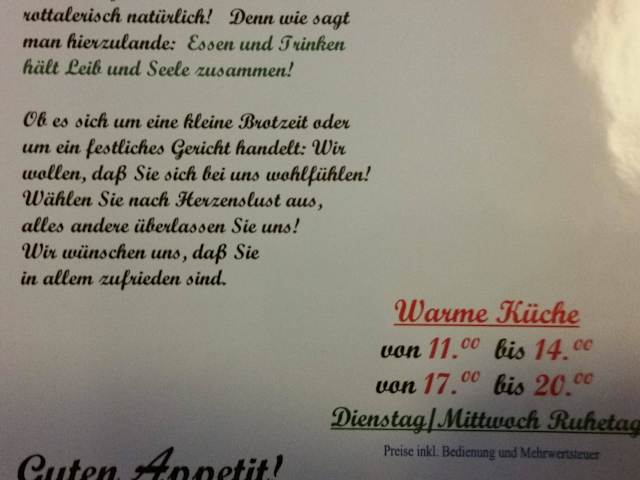 rottalerisch natürlich! Denn wie sagt
man hierzulande: Essen und Trinken
hält Leib und Seele zusammen!
Ob es sich um eine kleine Brotzeit oder
um ein festliches Gericht handelt: Wir
wollen, daß Sie sich bei uns wohlfühlen!
Wählen Sie nach Herzenslust aus,
alles andere überlassen Sie uns!
Wir wünschen uns, daß Sie
in allem zufrieden sind.
Warme Küche
von 11.00 bis 14.00
von 17.00 bis 20.00
Dienstag/Mittwoch Ruhetag
Preise inkl. Bedienung und Mehrwertsteuer
Guten Appetit!